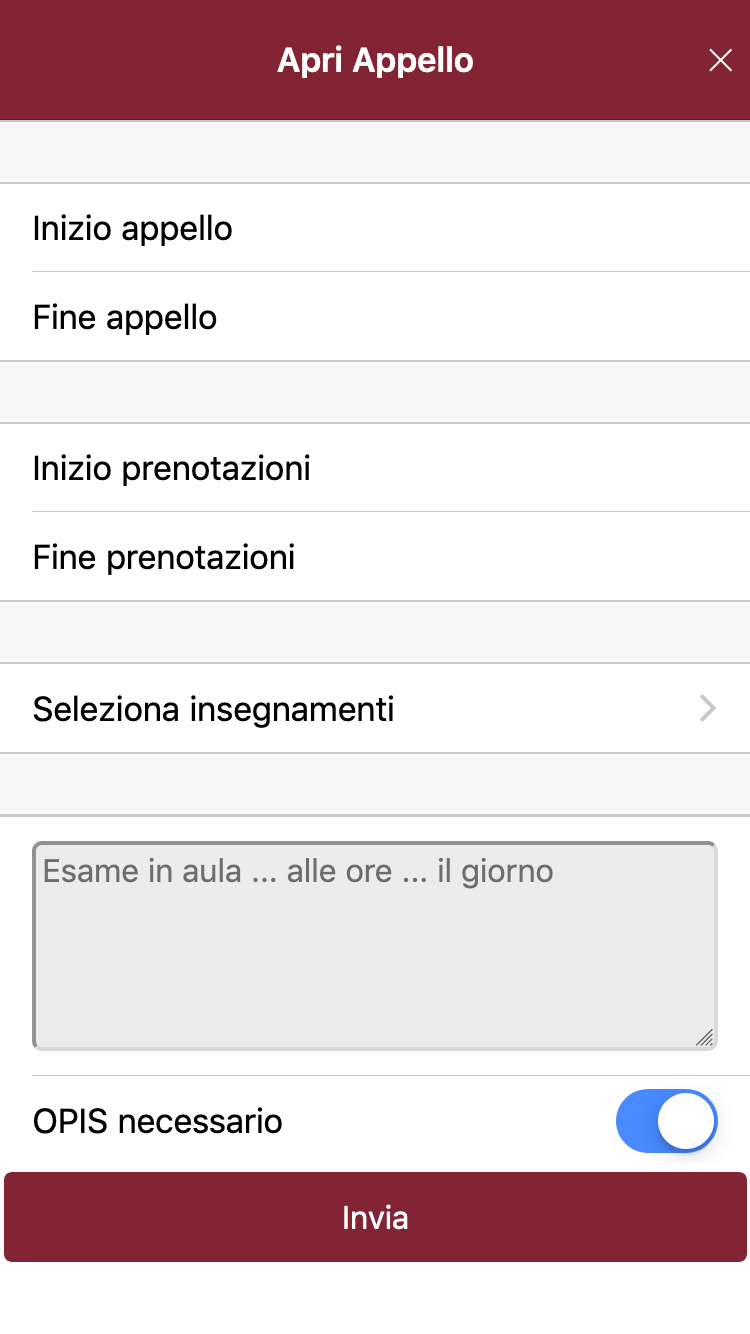 Apri Appello
Inizio appello
Fine appello
Inizio prenotazioni
Fine prenotazioni
Seleziona insegnamenti
Esame in aula ... alle ore ... il giorno
OPIS necessario
Invia